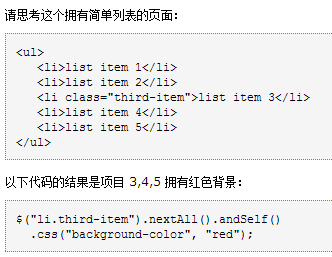 请思考这个拥有简单列表的页面：
<ul>
   <li>list item 1</li>
   <li>list item 2</li>
   <li class="third-item">list item 3</li>
   <li>list item 4</li>
   <li>list item 5</li>
</ul>
以下代码的结果是项目 3,4,5 拥有红色背景：
$("li.third-item").nextAll().andSelf()
  .css("background-color", "red");